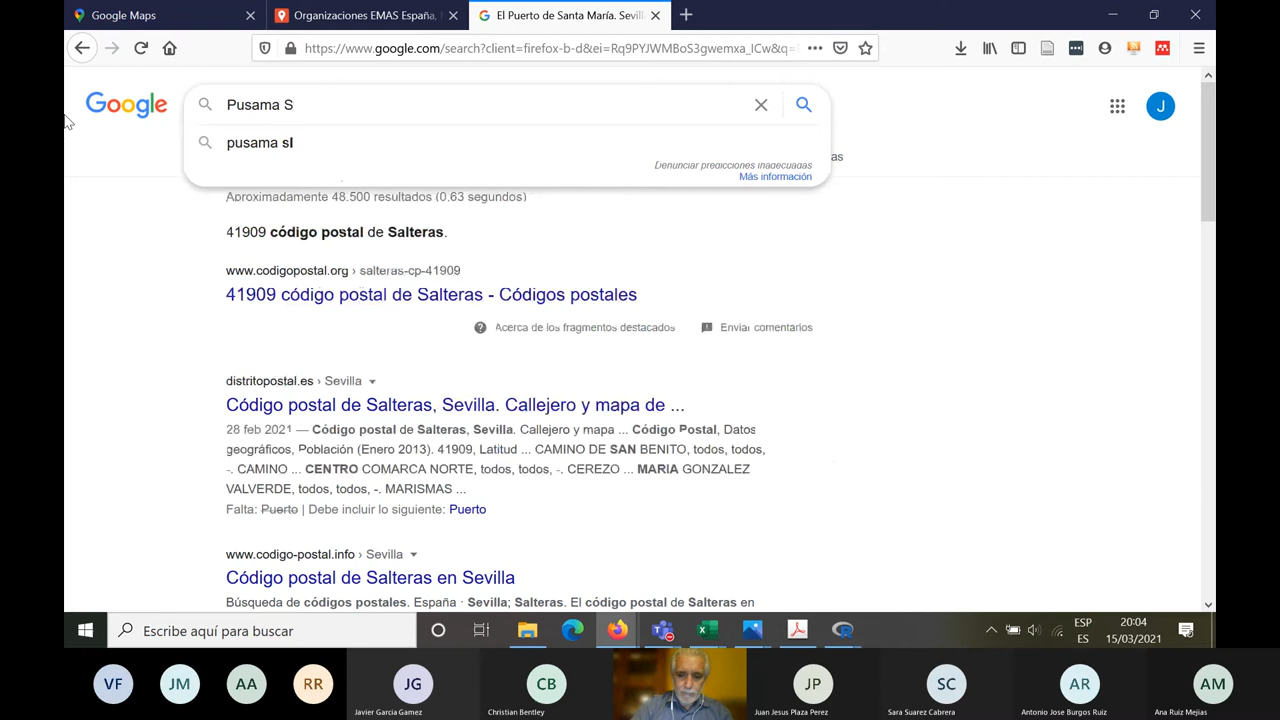 Google Maps
Organizaciones EMAS España,
El Puerto de Santa María. Sevill
https://www.google.com/search?client=firefox-b-d&ei=Rq9PYJWMBoS3gwemxa_ICw&q=
Google
Pusama S
J
pusama sl
Denunciar predicciones inadecuadas
as
Más información
Aproximadamente 48.500 resultados (0,63 segundos)
41909 código postal de Salteras.
www.codigopostal.org › salteras-cp-41909
41909 código postal de Salteras - Códigos postales
Acerca de los fragmentos destacados
Enviar comentarios
distritopostal.es › Sevilla
Código postal de Salteras, Sevilla. Callejero y mapa de ...
28 feb 2021 — Código postal de Salteras, Sevilla. Callejero y mapa ... Código Postal, Datos
geográficos, Población (Enero 2013). 41909, Latitud ... CAMINO DE SAN BENITO, todos, todos,
-. CAMINO ... CENTRO COMARCA NORTE, todos, todos, -. CEREZO ... MARIA GONZALEZ
VALVERDE, todos, todos, -. MARISMAS ...
Falta: Puerto | Debe incluir lo siguiente: Puerto
www.codigo-postal.info › Sevilla
Código postal de Salteras en Sevilla
Búsqueda de códigos postales. España · Sevilla; Salteras. El código postal de Salteras en
Escribe aquí para buscar
ESP
ES
20:04
15/03/2021
VF
JM
AA
RR
JG
Javier Garcia Gamez
CB
Christian Bentley
JP
Juan Jesus Plaza Perez
SC
Sara Suarez Cabrera
AR
Antonio Jose Burgos Ruiz
AM
Ana Ruiz Mejias